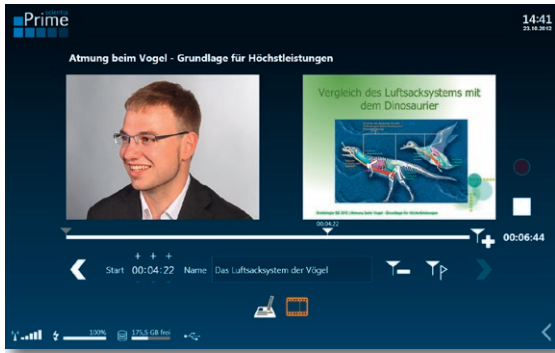 scientia
Prime
14:41
23.10.2012
Atmung beim Vogel - Grundlage für Höchstleistungen
Vergleich des Luftsacksystems mit
dem Dinosaurier
00:04:22
00:06:44
Start 00:04:22 Name Das Luftsacksystem der Vögel
100% 175,5 GB frei